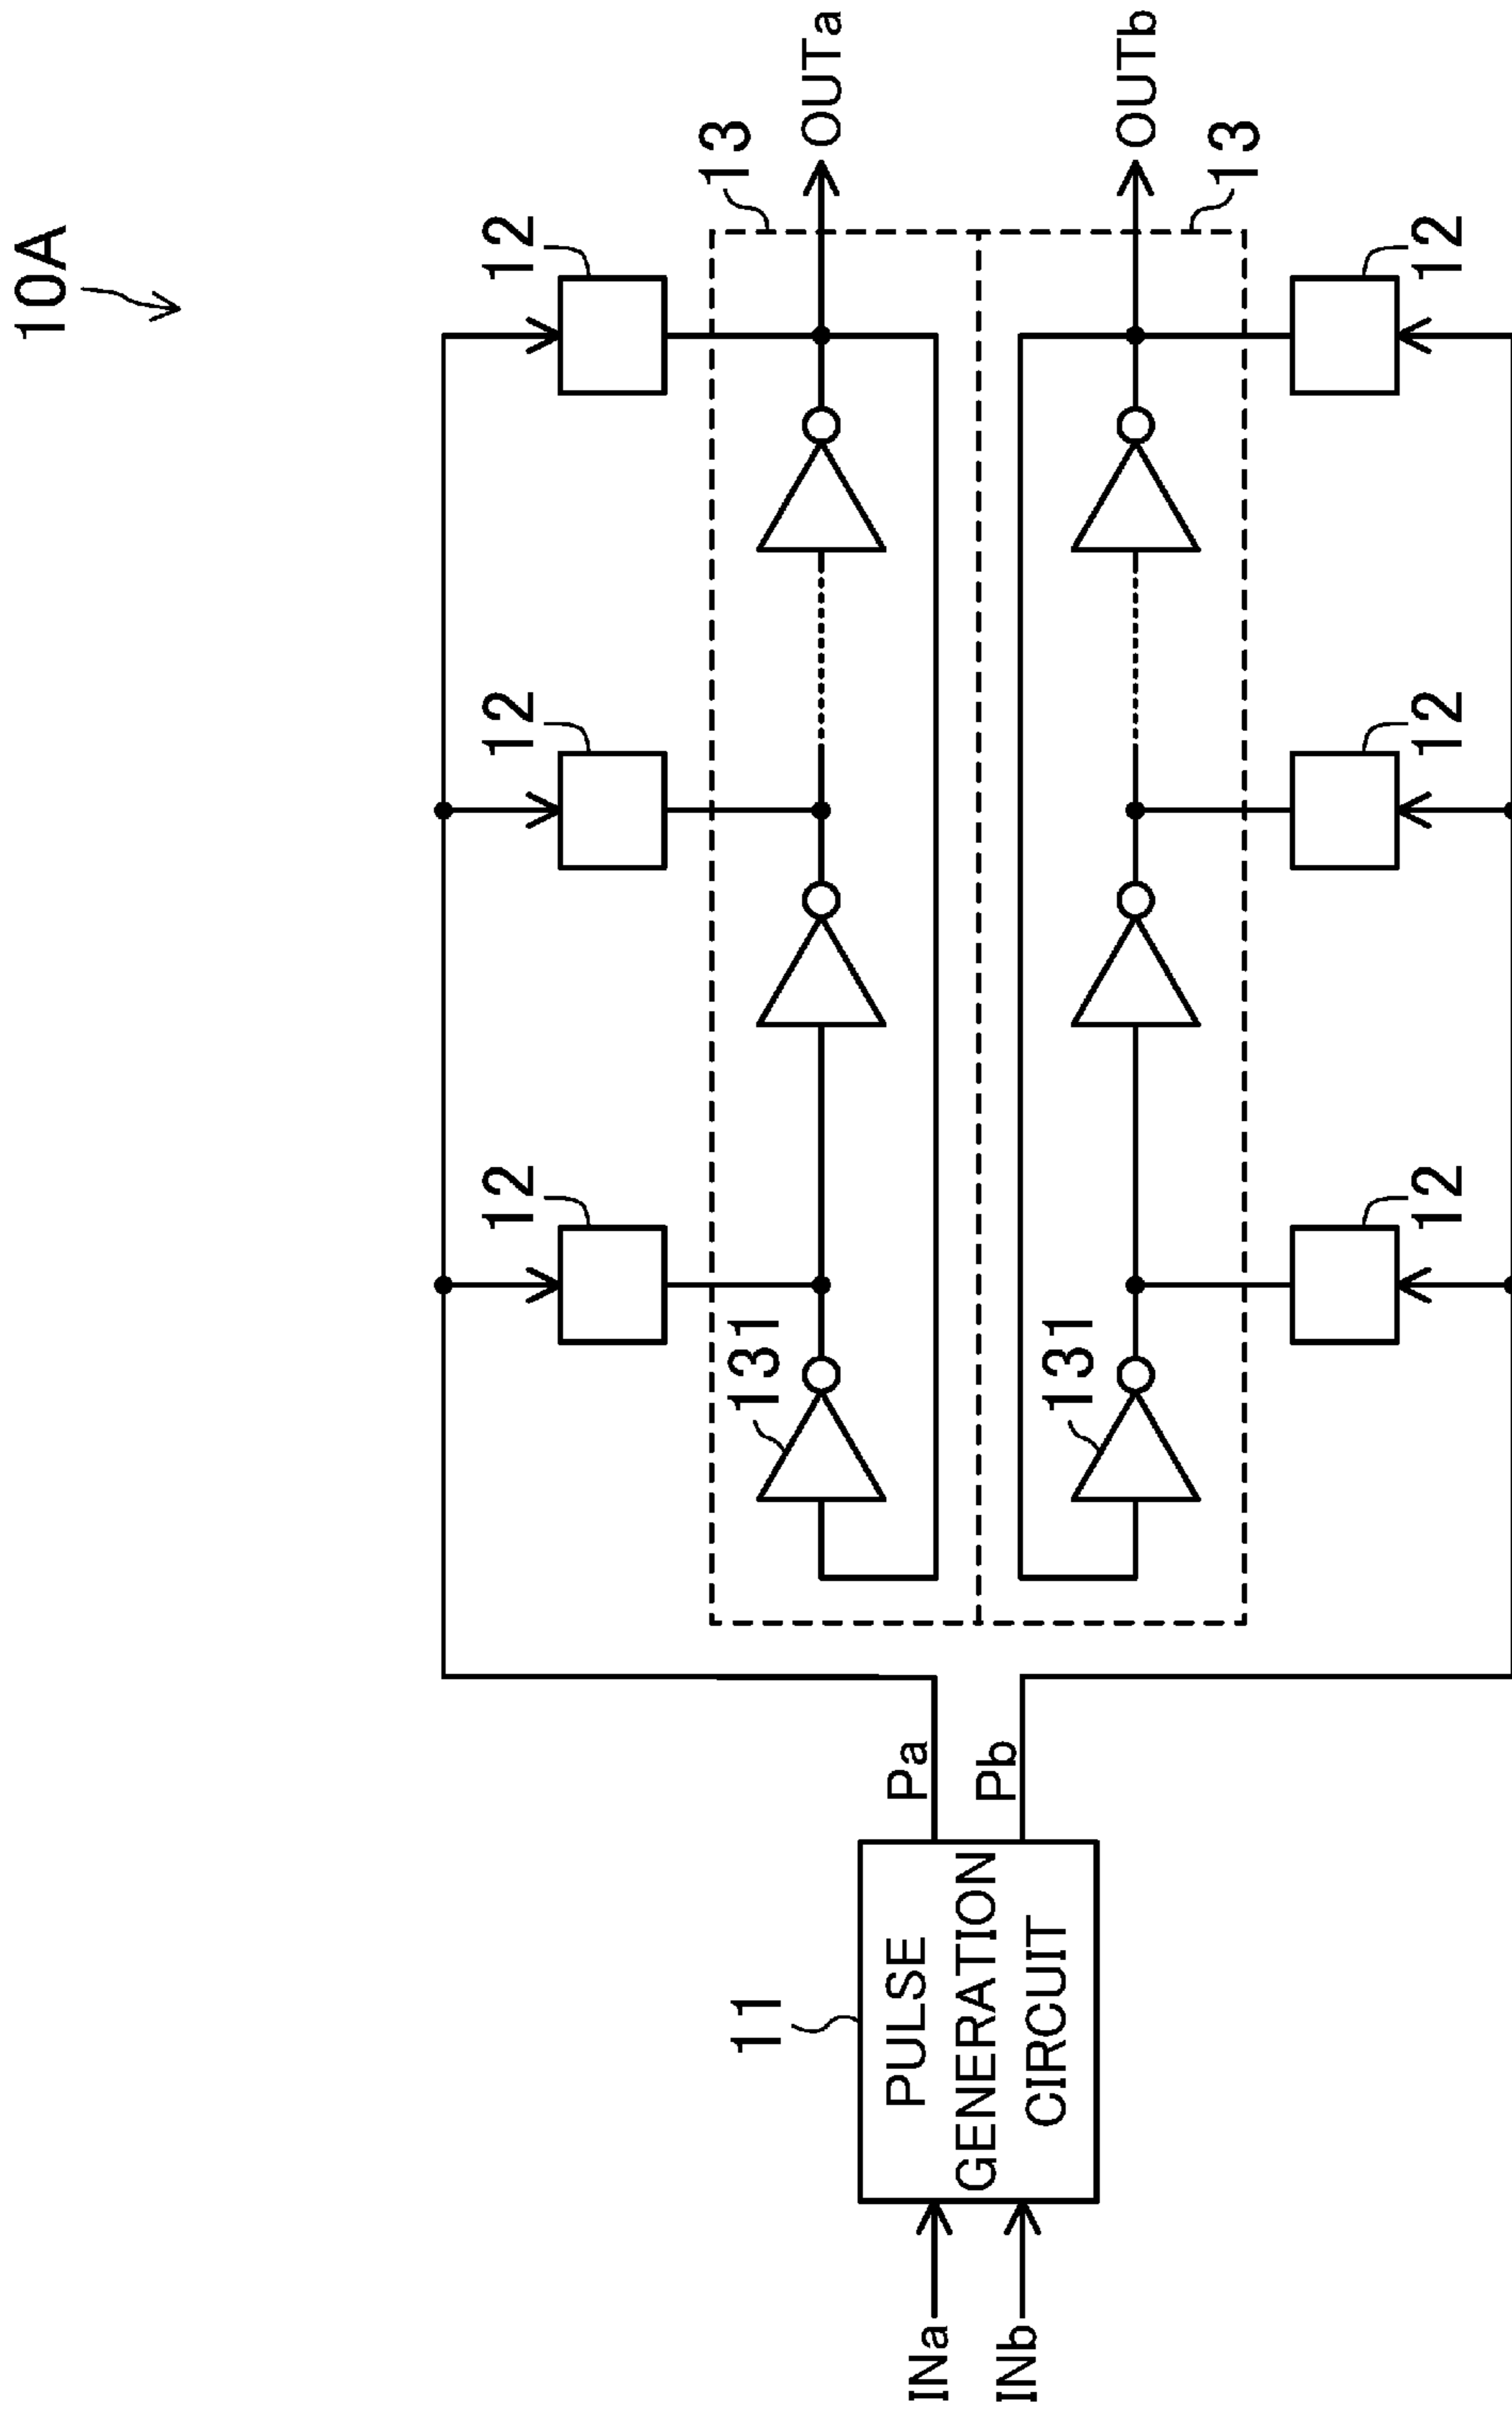 10A
12
12
12
13
OUTa
131
Pa
11
PULSE
GENERATION
CIRCUIT
INa
INb
Pb
131
OUTb
13
12
12
12